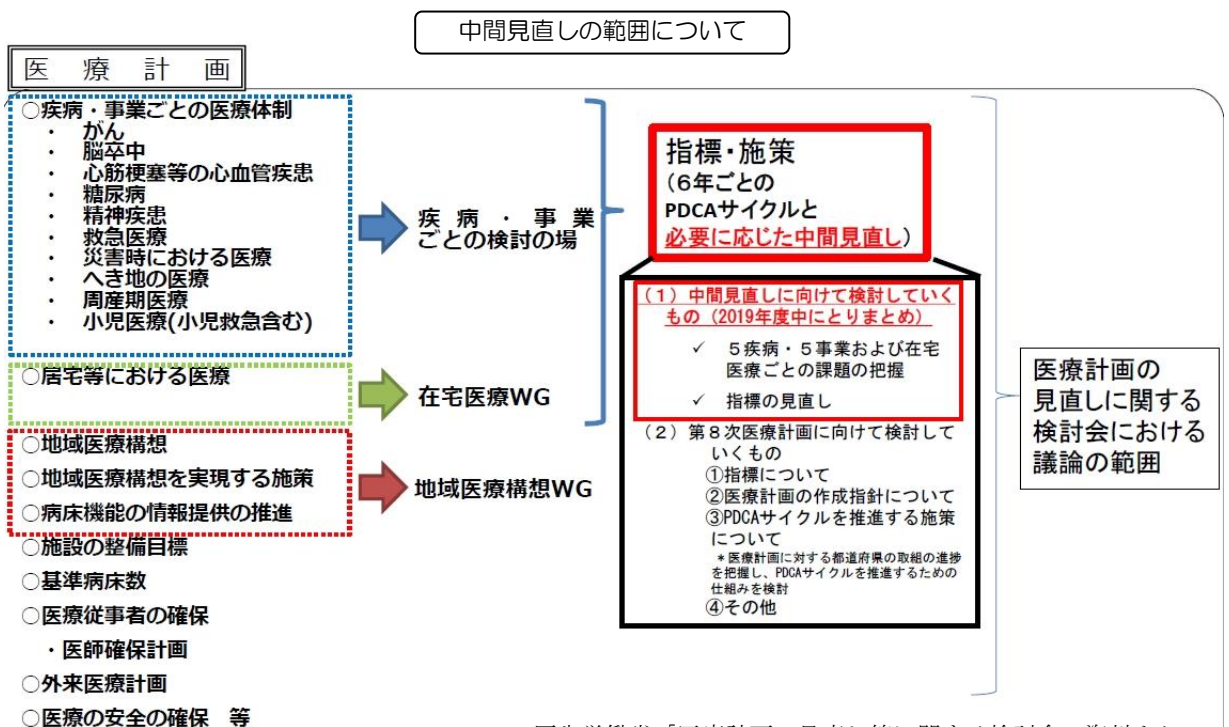 中間見直しの範囲について
医 療 計 画
○疾病・事業ごとの医療体制
・ がん
・ 脳卒中
・ 心筋梗塞等の心血管疾患
・ 糖尿病
・ 精神疾患
・ 救急医療
・ 災害時における医療
・ へき地の医療
・ 周産期医療
・ 小児医療(小児救急含む)
○居宅等における医療
○地域医療構想
○地域医療構想を実現する施策
○病床機能の情報提供の推進
○施設の整備目標
○基準病床数
○医療従事者の確保
・医師確保計画
○外来医療計画
○医療の安全の確保 等
疾 病 ・ 事 業
ごとの検討の場
在宅医療WG
地域医療構想WG
指標・施策
(6年ごとの
PDCAサイクルと
必要に応じた中間見直し)
(1)中間見直しに向けて検討していく
もの(2019年度中にとりまとめ)
✓ 5疾病・5事業および在宅
医療ごとの課題の把握
✓ 指標の見直し
(2)第8次医療計画に向けて検討して
いくもの
①指標について
②医療計画の作成指針について
③PDCAサイクルを推進する施策
について
*医療計画に対する都道府県の取組の進捗
を把握し、PDCAサイクルを推進するための
仕組みを検討
④その他
医療計画の
見直しに関する
検討会における
議論の範囲